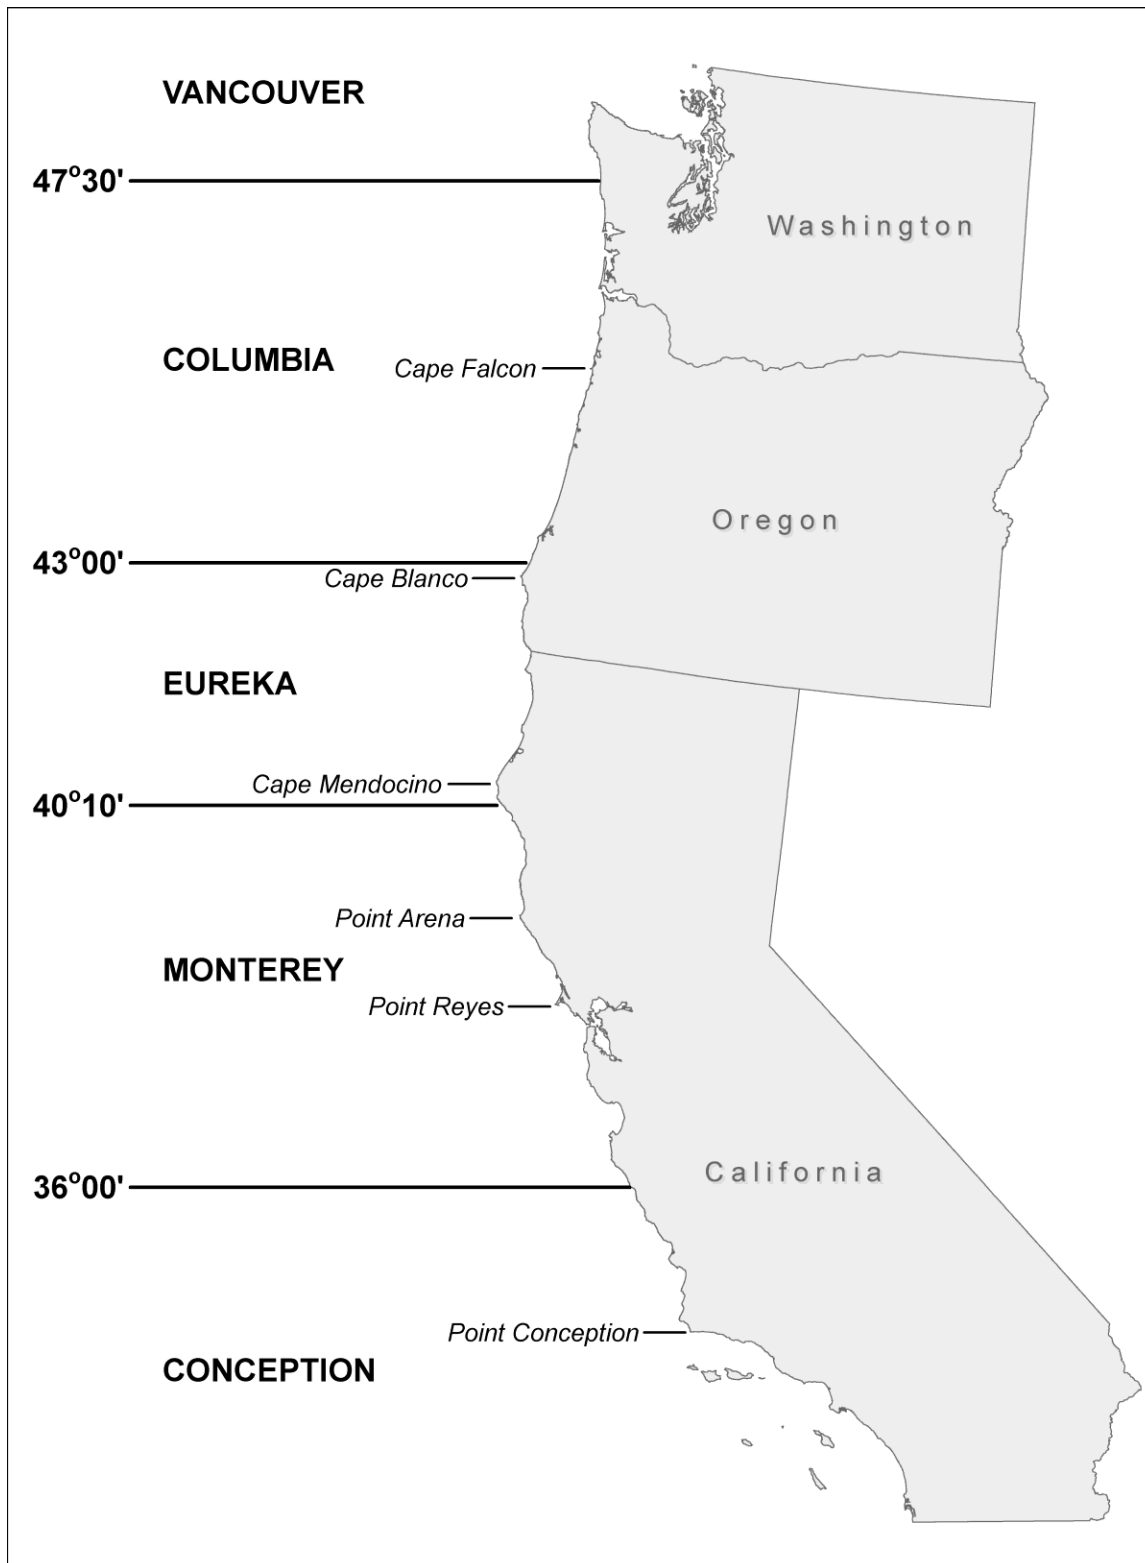 VANCOUVER
47°30'
Washington
COLUMBIA
Cape Falcon
Oregon
43°00'
Cape Blanco
EUREKA
Cape Mendocino
40°10'
Point Arena
MONTEREY
Point Reyes
California
36°00'
Point Conception
CONCEPTION